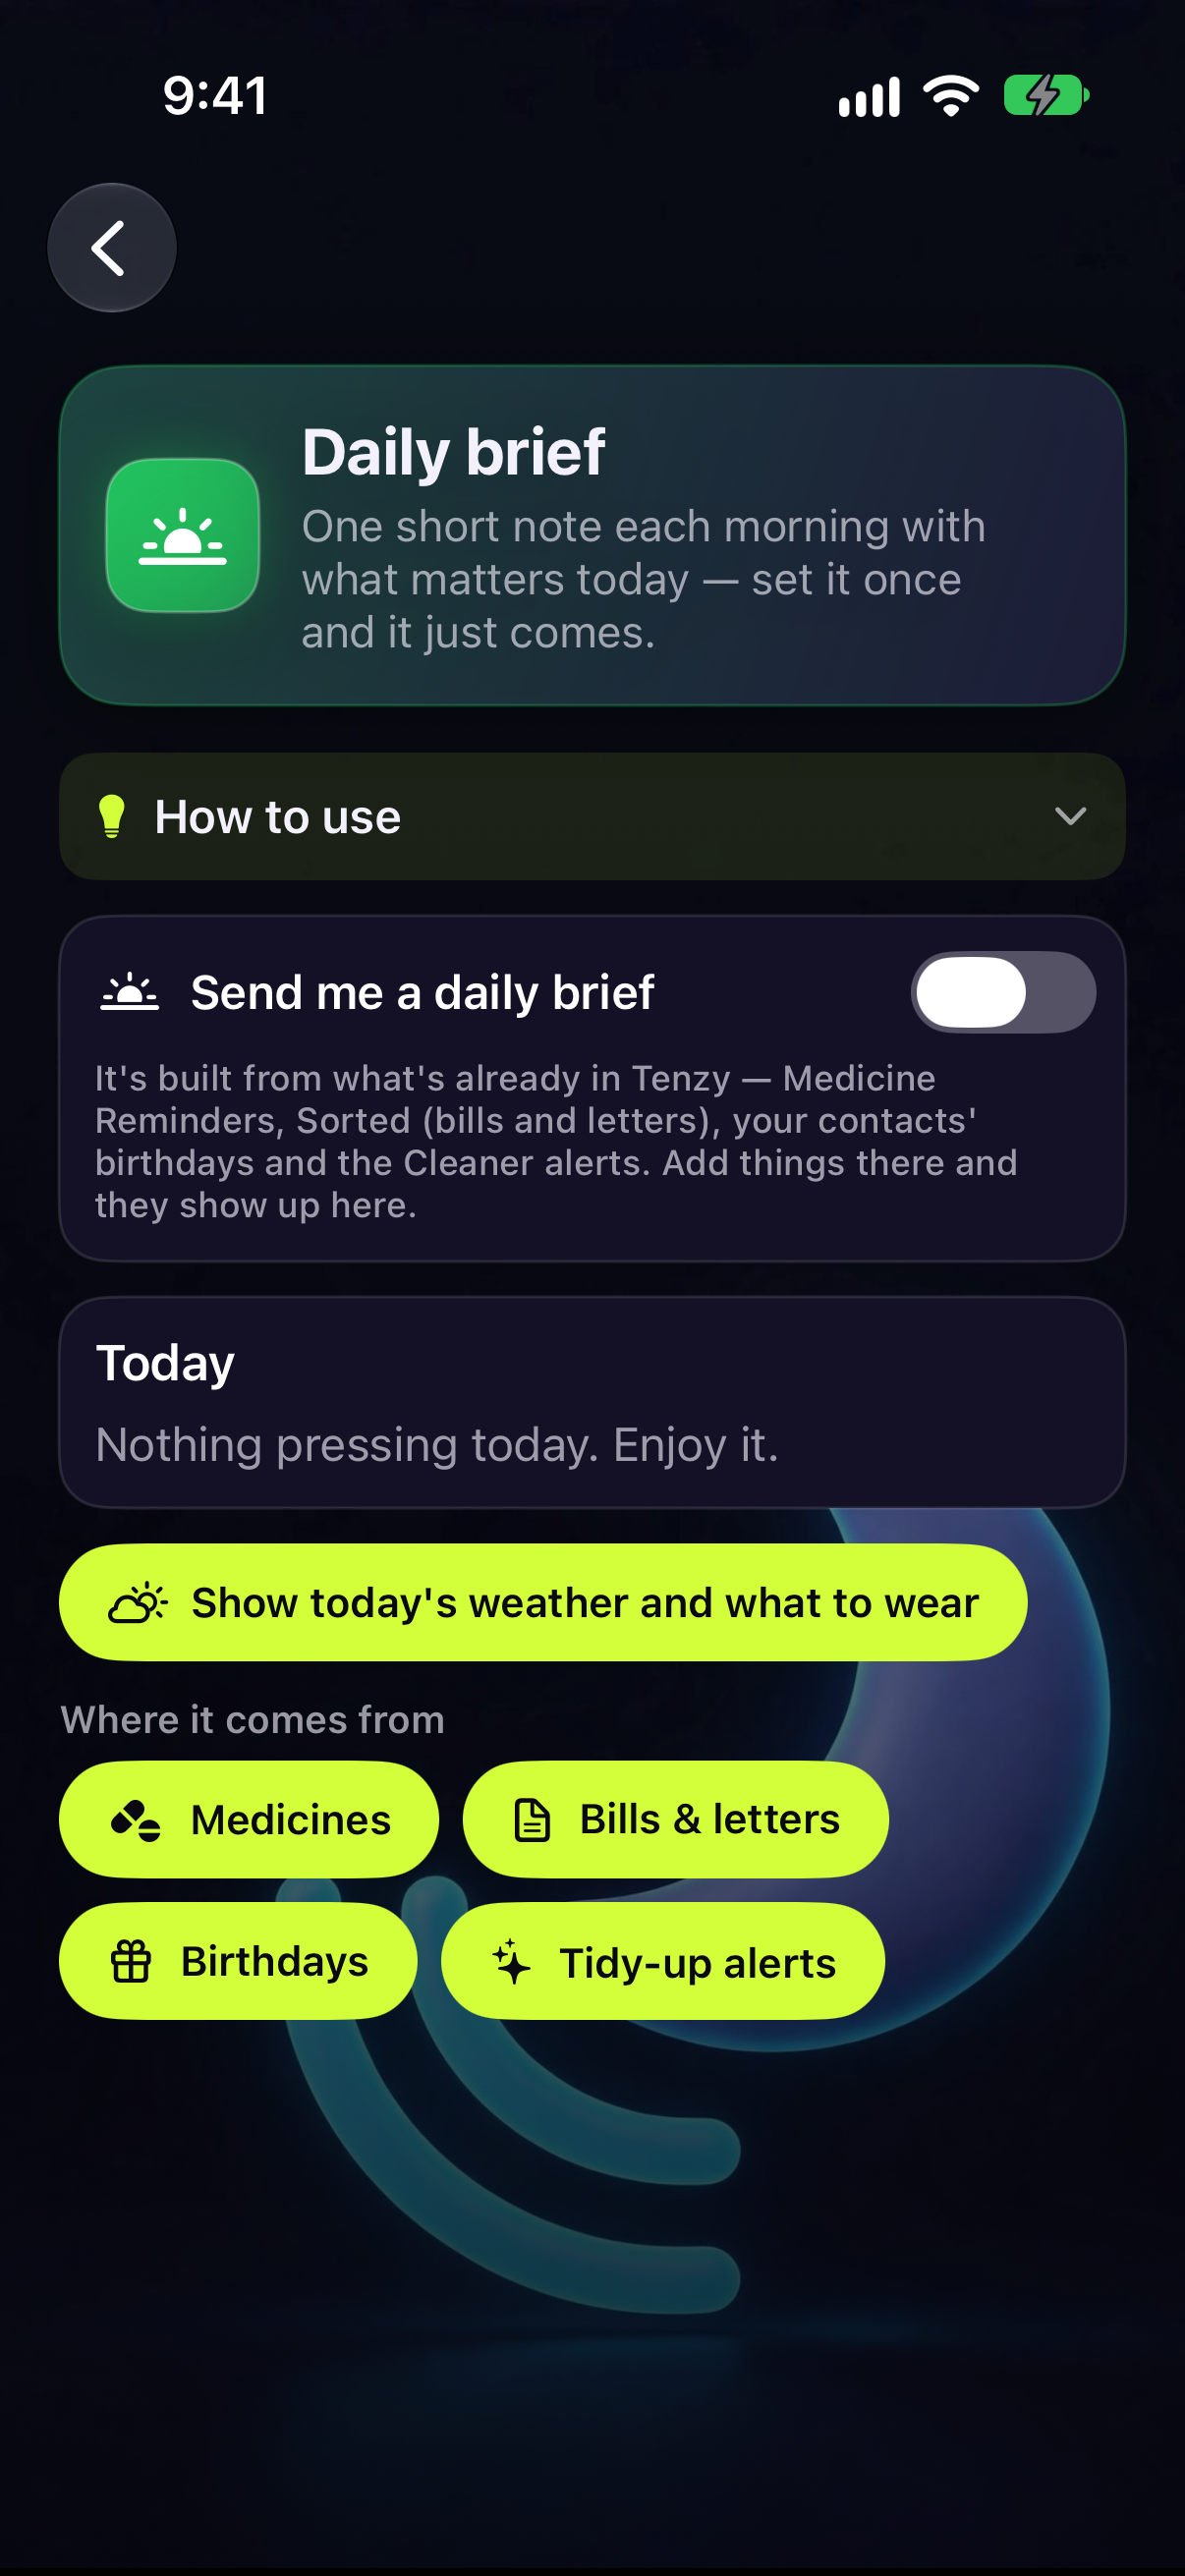 9:41
Daily brief
One short note each morning with
what matters today — set it once
and it just comes.
How to use
Send me a daily brief
It's built from what's already in Tenzy — Medicine
Reminders, Sorted (bills and letters), your contacts'
birthdays and the Cleaner alerts. Add things there and
they show up here.
Today
Nothing pressing today. Enjoy it.
Show today's weather and what to wear
Where it comes from
Medicines
Bills & letters
Birthdays
Tidy-up alerts